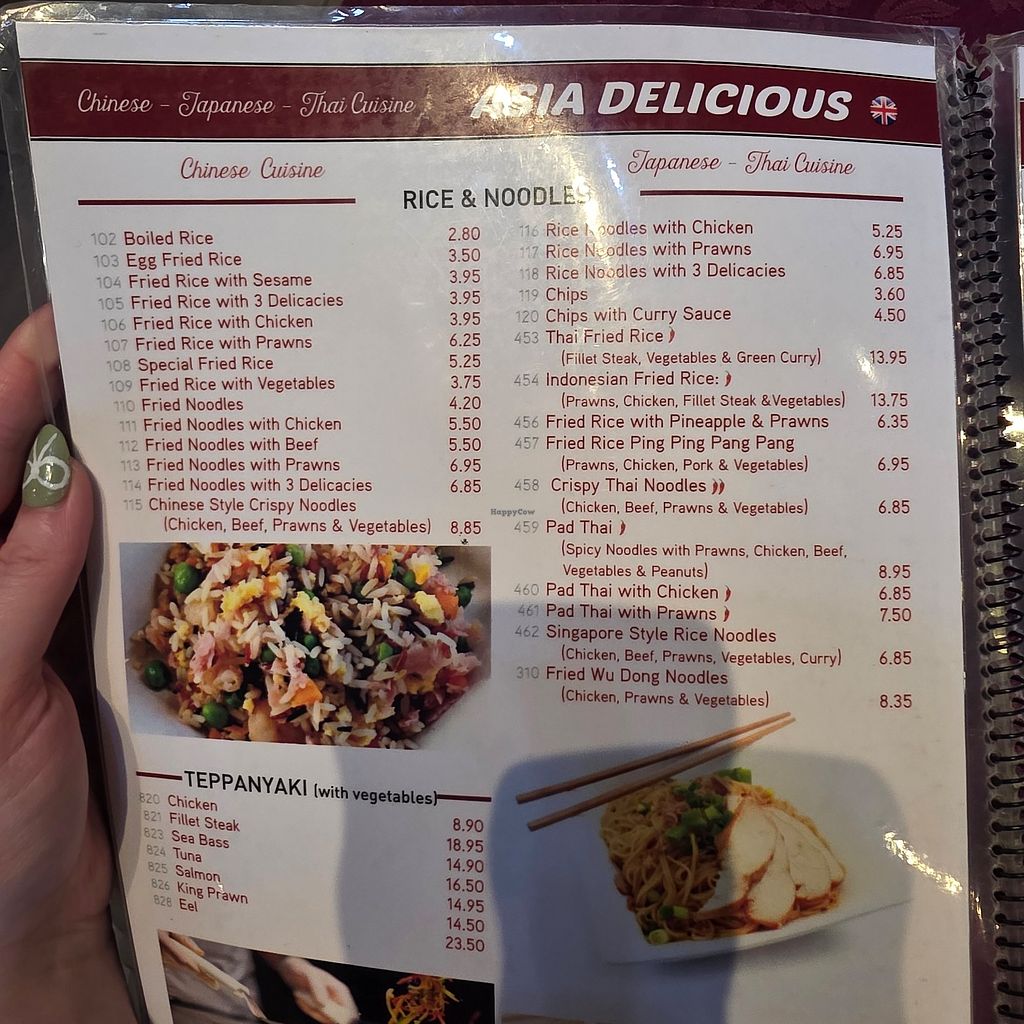 Chinese - Japanese - Thai Cuisine
ASIA DELICIOUS
Chinese Cuisine
Japanese - Thai Cuisine
RICE & NOODLES
102 Boiled Rice 2.80
103 Egg Fried Rice 3.50
104 Fried Rice with Sesame 3.95
105 Fried Rice with 3 Delicacies 3.95
106 Fried Rice with Chicken 3.95
107 Fried Rice with Prawns 6.25
108 Special Fried Rice 5.25
109 Fried Rice with Vegetables 3.75
110 Fried Noodles 4.20
111 Fried Noodles with Chicken 5.50
112 Fried Noodles with Beef 5.50
113 Fried Noodles with Prawns 6.95
114 Fried Noodles with 3 Delicacies 6.85
115 Chinese Style Crispy Noodles
(Chicken, Beef, Prawns & Vegetables) 8.85
116 Rice Noodles with Chicken 5.25
117 Rice Noodles with Prawns 6.95
118 Rice Noodles with 3 Delicacies 6.85
119 Chips 3.60
120 Chips with Curry Sauce 4.50
453 Thai Fried Rice
(Fillet Steak, Vegetables & Green Curry) 13.95
454 Indonesian Fried Rice:
(Prawns, Chicken, Fillet Steak & Vegetables) 13.75
456 Fried Rice with Pineapple & Prawns 6.35
457 Fried Rice Ping Ping Pang Pang
(Prawns, Chicken, Pork & Vegetables) 6.95
458 Crispy Thai Noodles
(Chicken, Beef, Prawns & Vegetables) 6.85
459 Pad Thai
(Spicy Noodles with Prawns, Chicken, Beef,
Vegetables & Peanuts) 8.95
460 Pad Thai with Chicken 6.85
461 Pad Thai with Prawns 7.50
462 Singapore Style Rice Noodles
(Chicken, Beef, Prawns, Vegetables, Curry) 6.85
310 Fried Wu Dong Noodles
(Chicken, Prawns & Vegetables) 8.35
HappyCow
TEPPANYAKI (with vegetables)
820 Chicken 8.90
821 Fillet Steak 18.95
823 Sea Bass 14.90
824 Tuna 16.50
825 Salmon 14.95
826 King Prawn 14.50
828 Eel 23.50